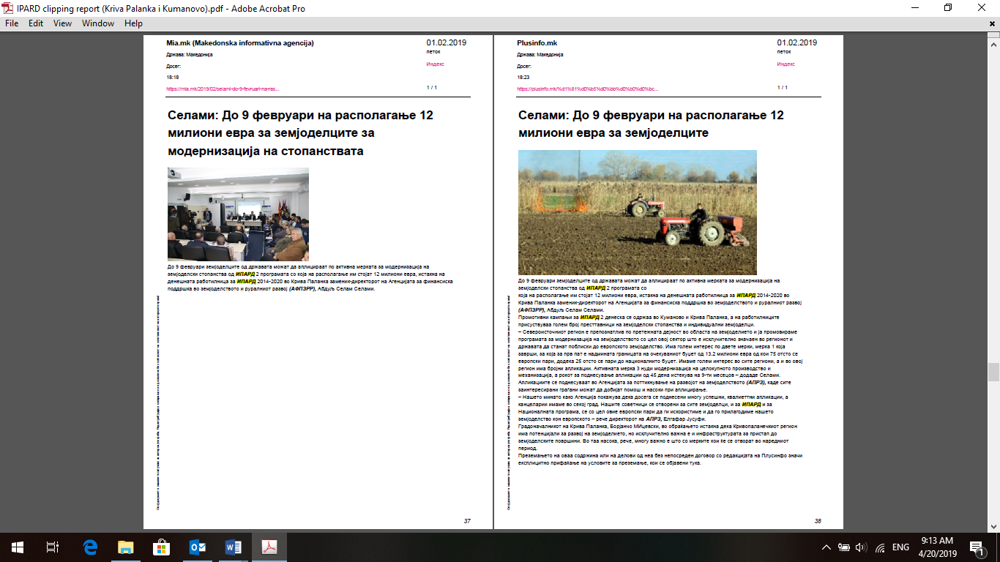 IPARD clipping report (Kriva Palanka i Kumanovo).pdf - Adobe Acrobat Pro
File Edit View Window Help
Mia.mk (Makedonska informativna agencija)
01.02.2019
Држава: Македонија
петок
Досег:
Индекс
18:18
https://mia.mk/2019/02/selami-do-9-fevruari-na-ras...
1 / 1
Селами: До 9 февруари на располагање 12
милиони евра за земјоделците за
модернизација на стопанствата
До 9 февруари земјоделците од државата можат да аплицираат по активна мерката за модернизација на
земјоделски стопанства од ИПАРД 2 програмата со која на располагање им стојат 12 милиони евра, истакна на
денешната работилница за ИПАРД 2014-2020 во Крива Паланка заменик-директорот на Агенцијата за финансиска
поддршка во земјоделството и руралниот развој (АФПЗРР), Абдуљ Селам Селами.
37
Plusinfo.mk
01.02.2019
Држава: Македонија
петок
Досег:
Индекс
18:23
https://plusinfo.mk/%d1%81%d0%b5%d0%bb%d0%b0%d0%bc...
1 / 1
Селами: До 9 февруари на располагање 12
милиони евра за земјоделците
До 9 февруари земјоделците од државата можат да аплицираат по активна мерката за модернизација на
земјоделски стопанства од ИПАРД 2 програмата со
која на располагање им стојат 12 милиони евра, истакна на денешната работилница за ИПАРД 2014-2020 во
Крива Паланка заменик-директорот на Агенцијата за финансиска поддршка во земјоделството и руралниот развој
(АФПЗРР), Абдуљ Селам Селами.
Промотивни кампањи за ИПАРД 2 денеска се одржаа во Куманово и Крива Паланка, а на работилниците
присуствуваа голем број престтавници на земјоделски стопанства и индивидуални земјоделци.
– Североисточниот регион е препознатлив по претежната дејност во областа на земјоделието и ја промовираме
програмата за модернизација на земјоделството со цел овој сектор што е исклучително значаен во регионот и
државата да станат поблиски до европското земјоделство. Има голем интерес по двете мерки, мерка 1 која
заврши, за која за прв пат е надмината границата на очекуваниот буџет од 13.2 милиони евра од кои 75 отсто се
европски пари, додека 25 отсто се пари до националнито буџет. Имаме голем интерес во сите региони, а и во овој
регион има бројни апликации. Активната мерка 3 нуди модернизација на целокупното производство и
механизација, а рокот за поднесување апликации од 45 дена истекува на 9-ти месецов – додаде Селами.
Апликациите се поднесуваат во Агенцијата за поттикнување на развојот на земјоделството (АПРЗ), каде сите
заинтересирани граѓани можат да добијат помош и насоки при аплицирање.
– Нашето минато како Агенција покажува дека досега се поднесени многу успешни, квалиеттни апликации, а
канцеларии имаме во секој град. Нашите советници се отворени за сите земјоделци, и за ИПАРД и за
Националната програма, се со цел овие европски пари да ги искористиме и да го прилагодиме нашето
земјоделство кон европското – рече директорот на АПРЗ, Елгафар Јусуфи.
Градоначалникот на Крива Паланка, Борјанчо МИцевски, во обраќањето истакна дека Кривопаланечкиот регион
има потенцијали за развој на земјоделието, но исклучително важна е и инфраструктурата за пристап до
земјоделските површини. Во таа насока, рече, многу важно е што со мерките кои ќе се отворат во наредниот
период.
Преземањето на оваа содржина или на делови од неа без непосреден договор со редакцијата на Плусинфо значи
експлицитно прифаќање на условите за преземање, кои се објавени тука.
38
ENG
9:13 AM
4/20/2019
1